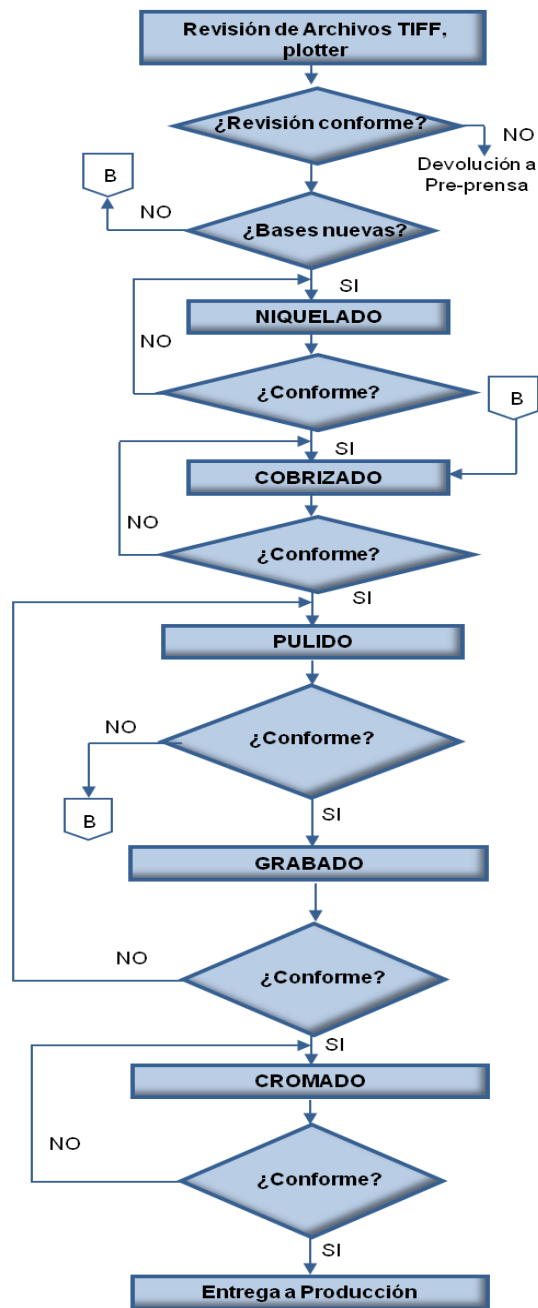 Revisión de Archivos TIFF,
plotter
¿Revisión conforme?
NO
Devolución a
Pre-prensa
B
NO
¿Bases nuevas?
SI
NIQUELADO
NO
¿Conforme?
B
SI
COBRIZADO
NO
¿Conforme?
SI
PULIDO
NO
¿Conforme?
B
SI
GRABADO
NO
¿Conforme?
SI
CROMADO
NO
¿Conforme?
SI
Entrega a Producción